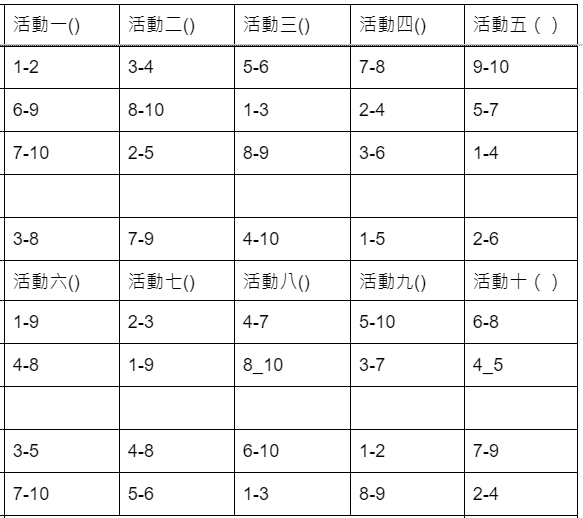 活動一() 活動二() 活動三() 活動四() 活動五（ ）
1-2 3-4 5-6 7-8 9-10
6-9 8-10 1-3 2-4 5-7
7-10 2-5 8-9 3-6 1-4
3-8 7-9 4-10 1-5 2-6
活動六() 活動七() 活動八() 活動九() 活動十（ ）
1-9 2-3 4-7 5-10 6-8
4-8 1-9 8_10 3-7 4_5
3-5 4-8 6-10 1-2 7-9
7-10 5-6 1-3 8-9 2-4